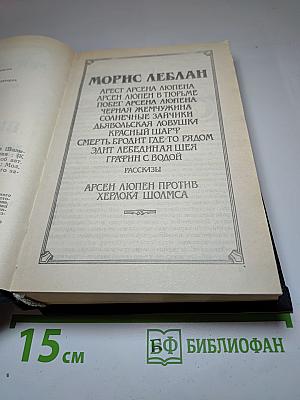 МОРИС ЛЕБЛАН
АРЕСТ АРСЕНА ЛЮПЕНА
АРСЕН ЛЮПЕН В ТЮРЬМЕ
ПОБЕГ АРСЕНА ЛЮПЕНА
ЧЕРНАЯ ЖЕМЧУЖИНА
СОЛНЕЧНЫЕ ЗАЙЧИКИ
ДЬЯВОЛЬСКАЯ ЛОВУШКА
КРАСНЫЙ ШАРФ
СМЕРТЬ БРОДИТ ГДЕ-ТО РЯДОМ
ЭДИТ ЛЕБЕДИНАЯ ШЕЯ
ГРАФИН С ВОДОЙ
РАССКАЗЫ
АРСЕН ЛЮПЕН ПРОТИВ
ХЕРЛОКА ШОЛМСА
15 см
БФ БИБЛИОФАН